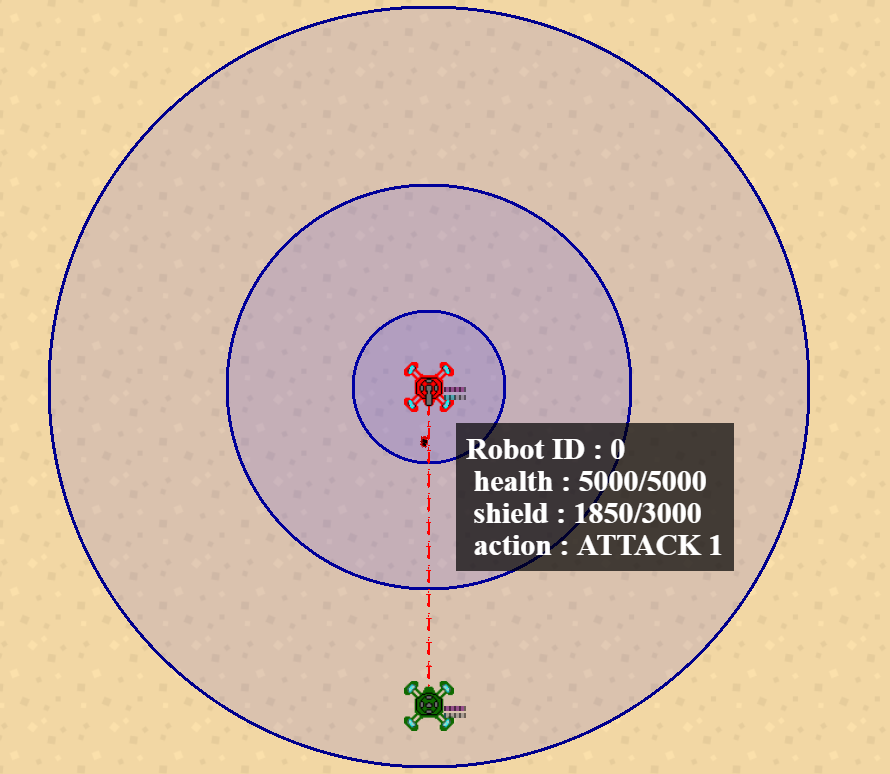 Robot ID : 0
health : 5000/5000
shield : 1850/3000
action : ATTACK 1